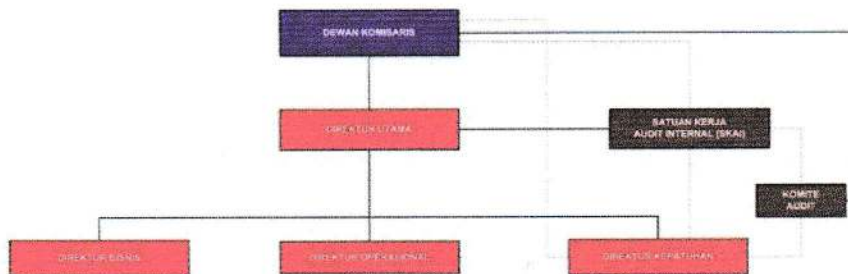 DEWAN KOMISARIS
DIREKTUR UTAMA
SATUAN KERJA
AUDIT INTERNAL (SKAI)
KOMITE
AUDIT
DIREKTUR BISNIS
DIREKTUR OPERASIONAL
DIREKTUR KEPATUHAN